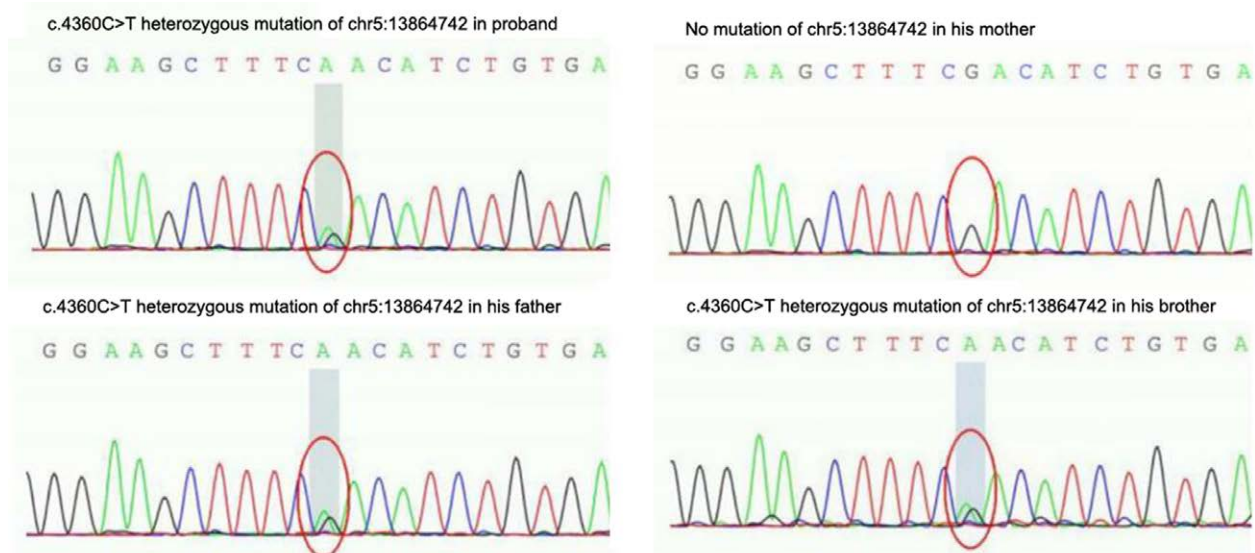 c.4360C>T heterozygous mutation of chr5:13864742 in proband
G G A A G C T T T C A A C A T C T G T G A
No mutation of chr5:13864742 in his mother
G G A A G C T T T C G A C A T C T G T G A
c.4360C>T heterozygous mutation of chr5:13864742 in his father
G G A A G C T T T C A A C A T C T G T G A
c.4360C>T heterozygous mutation of chr5:13864742 in his brother
G G A A G C T T T C A A C A T C T G T G A